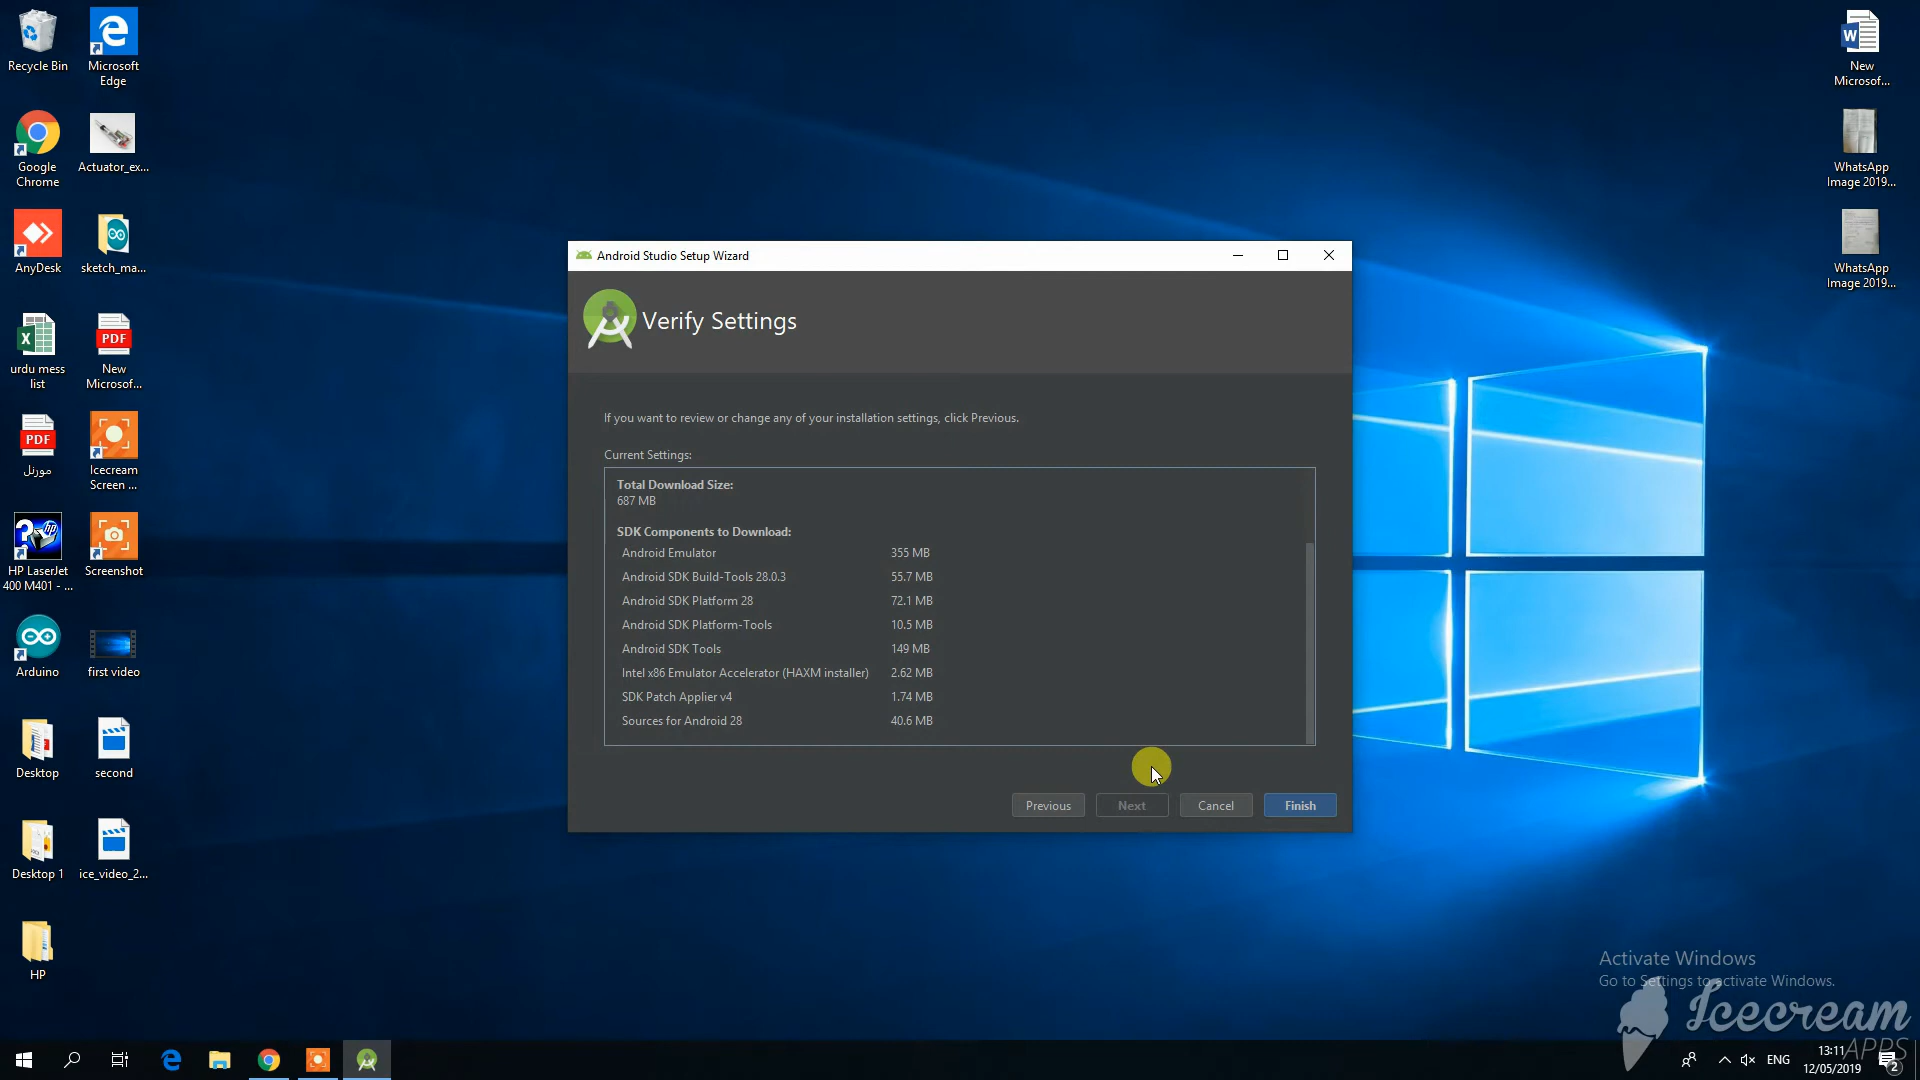 Recycle Bin
Microsoft
Edge
Google
Chrome
Actuator_ex...
AnyDesk
sketch_ma...
urdu mess
list
PDF
New
Microsof...
PDF
مورنل
Icecream
Screen ...
HP LaserJet
400 M401 - ...
Screenshot
Arduino
first video
Desktop
second
Desktop 1
ice_video_2...
HP
New
Microsof...
WhatsApp
Image 2019...
WhatsApp
Image 2019...
Android Studio Setup Wizard
Verify Settings
If you want to review or change any of your installation settings, click Previous.
Current Settings:
Total Download Size:
687 MB
SDK Components to Download:
Android Emulator 355 MB
Android SDK Build-Tools 28.0.3 55.7 MB
Android SDK Platform 28 72.1 MB
Android SDK Platform-Tools 10.5 MB
Android SDK Tools 149 MB
Intel x86 Emulator Accelerator (HAXM installer) 2.62 MB
SDK Patch Applier v4 1.74 MB
Sources for Android 28 40.6 MB
Previous Next Cancel Finish
Activate Windows
Go to Settings to activate Windows.
Icecream
APPS
ENG
13:11
12/05/2019
2